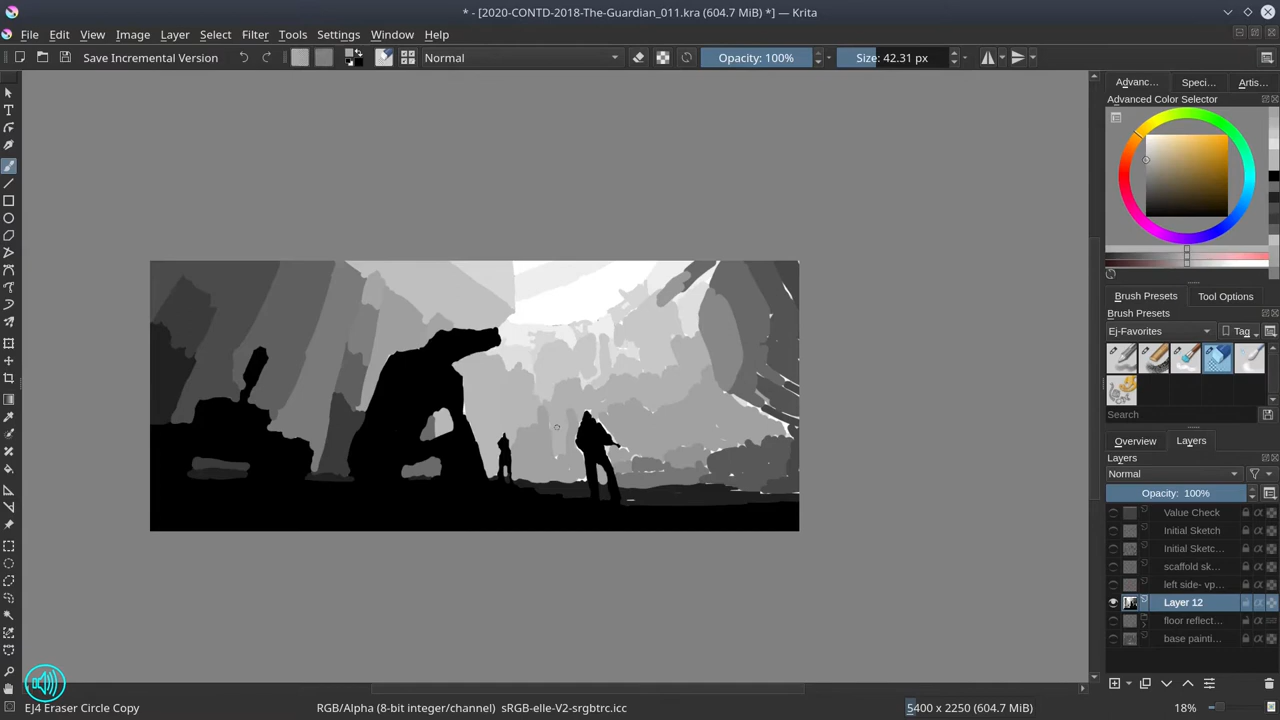 * - [2020-CONTD-2018-The-Guardian_011.kra (604.7 MiB) *] — Krita
File Edit View Image Layer Select Filter Tools Settings Window Help
Save Incremental Version
Normal
Opacity: 100%
Size: 42.31 px
Advanc... Speci... Artis...
Advanced Color Selector
Brush Presets Tool Options
Brush Presets
Ej-Favorites
Tag
Search
Overview Layers
Layers
Normal
Opacity: 100%
Value Check
Initial Sketch
Initial Sketc...
scaffold sk...
left side- vp...
Layer 12
floor reflect...
base painti...
EJ4 Eraser Circle Copy
RGB/Alpha (8-bit integer/channel) sRGB-elle-V2-srgbtrc.icc
5400 x 2250 (604.7 MiB)
18%